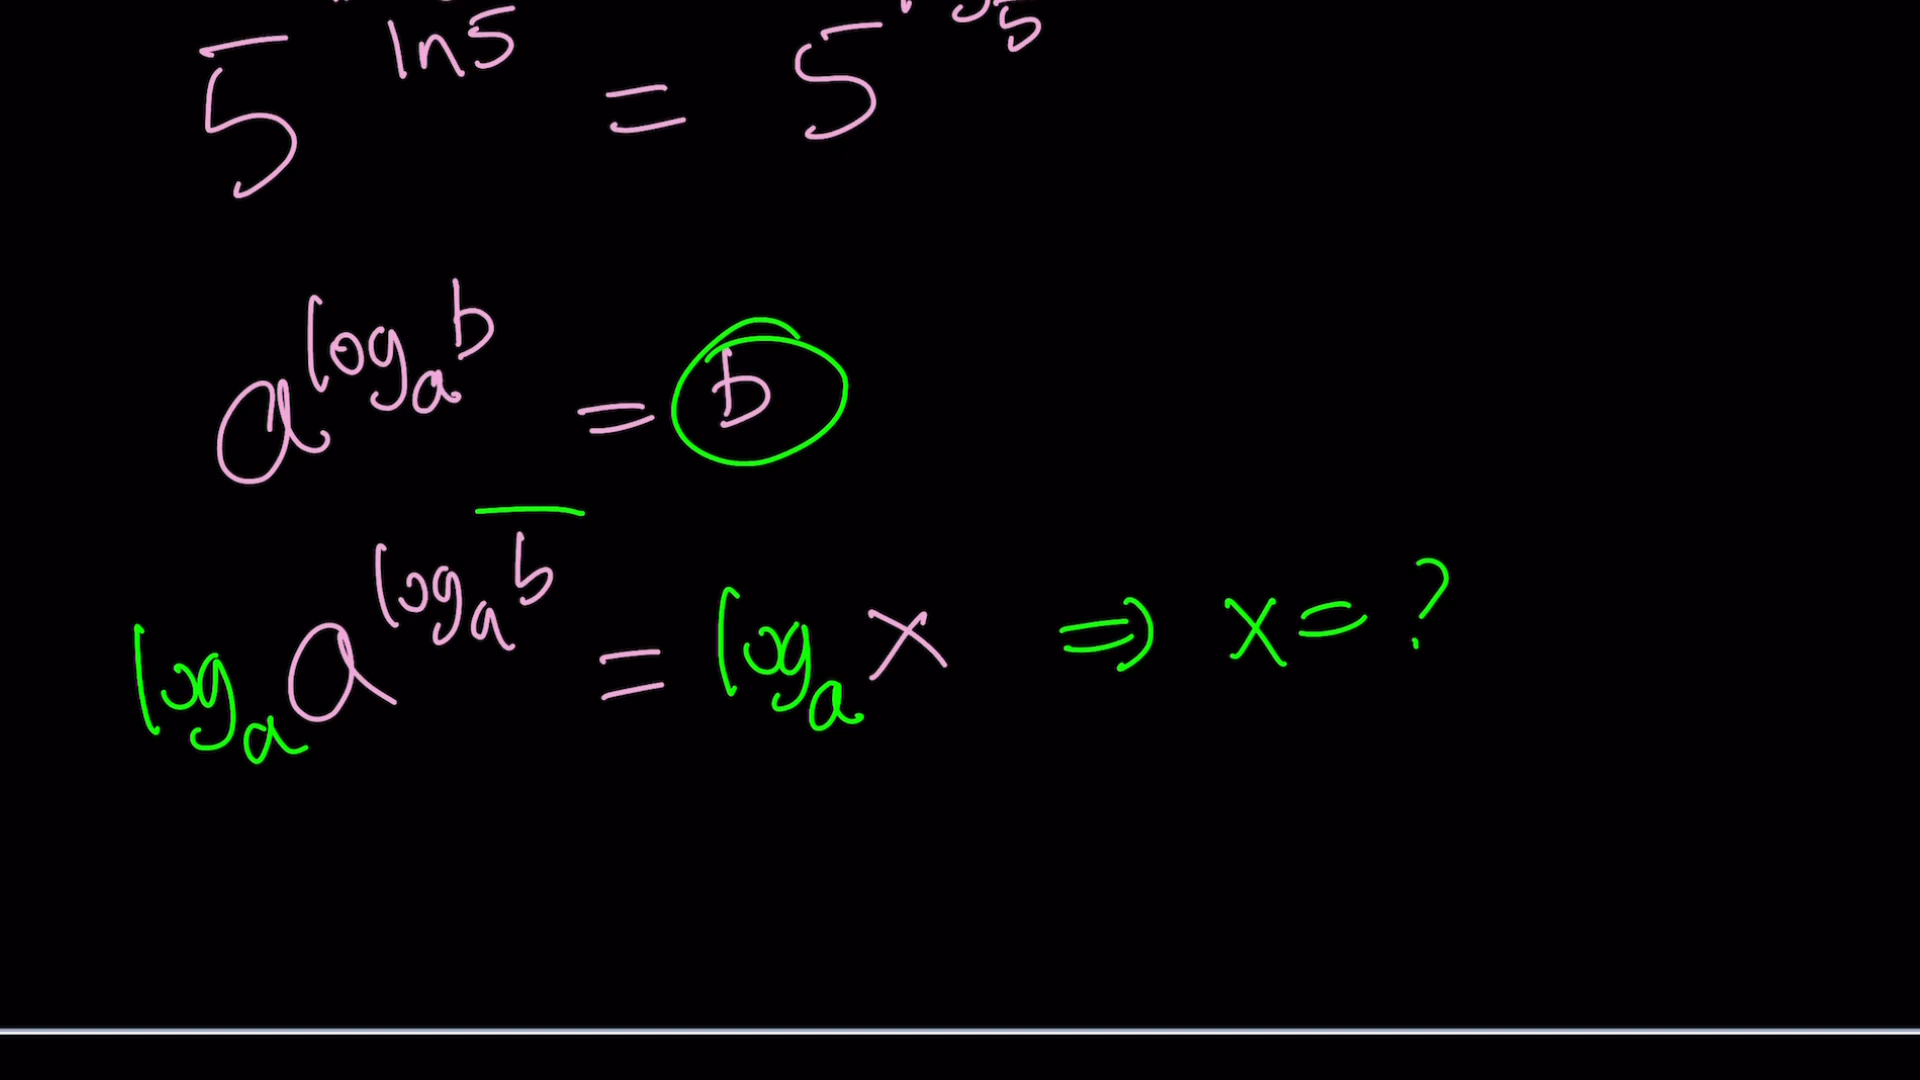 5^ln5 = 5^
a^log_a b = b
log_a a^log_a b = log_a x ⇒ x = ?